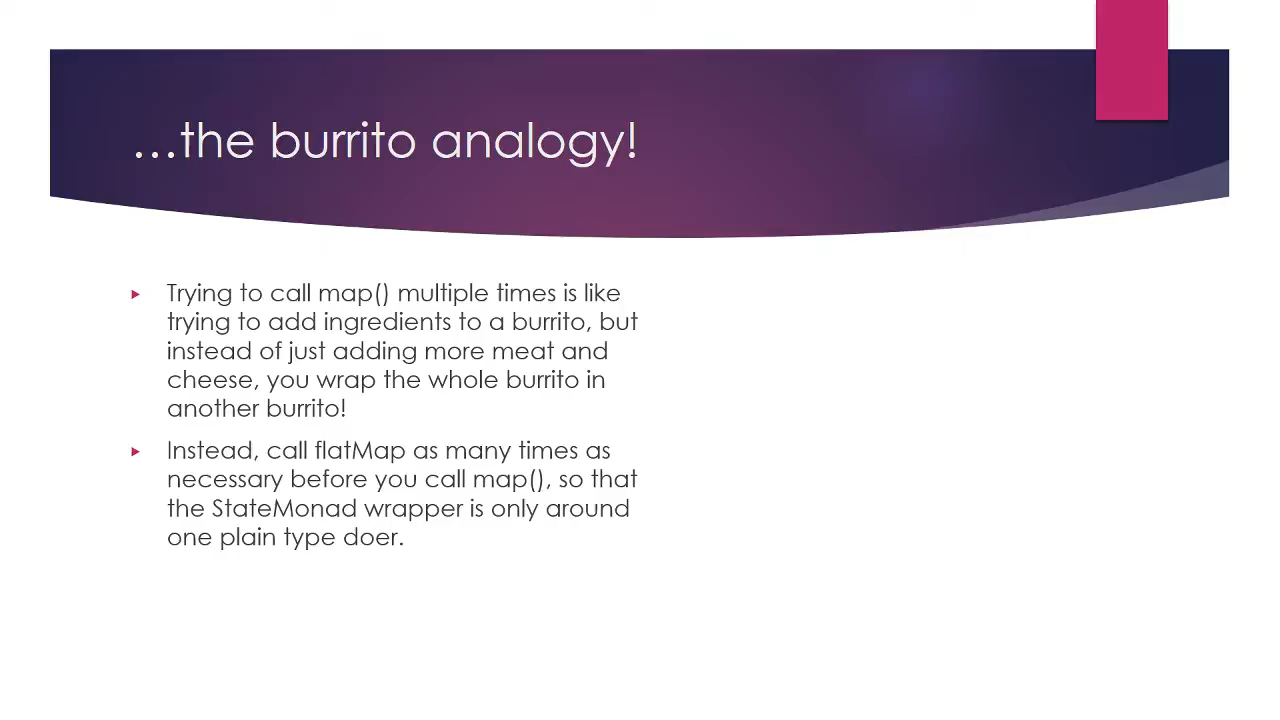 …the burrito analogy!
Trying to call map() multiple times is like
trying to add ingredients to a burrito, but
instead of just adding more meat and
cheese, you wrap the whole burrito in
another burrito!
Instead, call flatMap as many times as
necessary before you call map(), so that
the StateMonad wrapper is only around
one plain type doer.